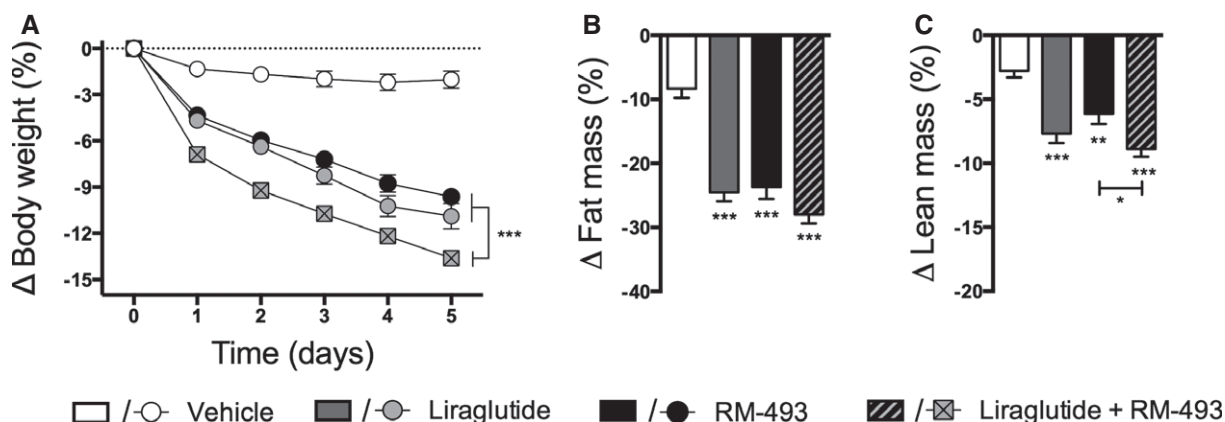 A
Δ Body weight (%)
0
-3
-6
-9
-12
-15
***
0 1 2 3 4 5
Time (days)
B
Δ Fat mass (%)
0
-10
-20
-30
-40
*** *** ***
C
Δ Lean mass (%)
0
-5
-10
-15
-20
*** ** ***
*
/ Vehicle / Liraglutide / RM-493 / Liraglutide + RM-493